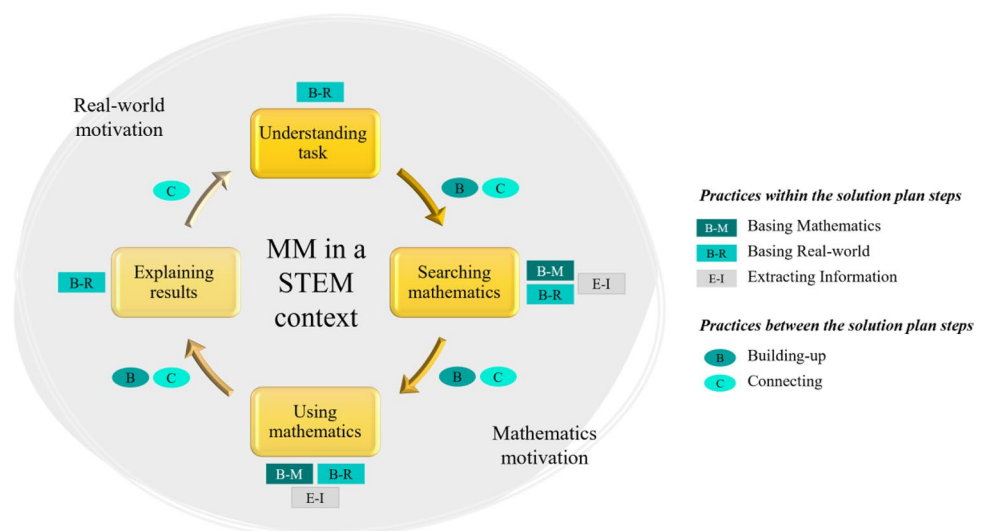 Real-world
motivation
B-R
Understanding
task
C
B C
MM in a
STEM
context
B-R
Explaining
results
Searching
mathematics
B-M
B-R
E-I
B C
B C
Using
mathematics
B-M B-R
E-I
Mathematics
motivation
Practices within the solution plan steps
B-M Basing Mathematics
B-R Basing Real-world
E-I Extracting Information
Practices between the solution plan steps
B Building-up
C Connecting